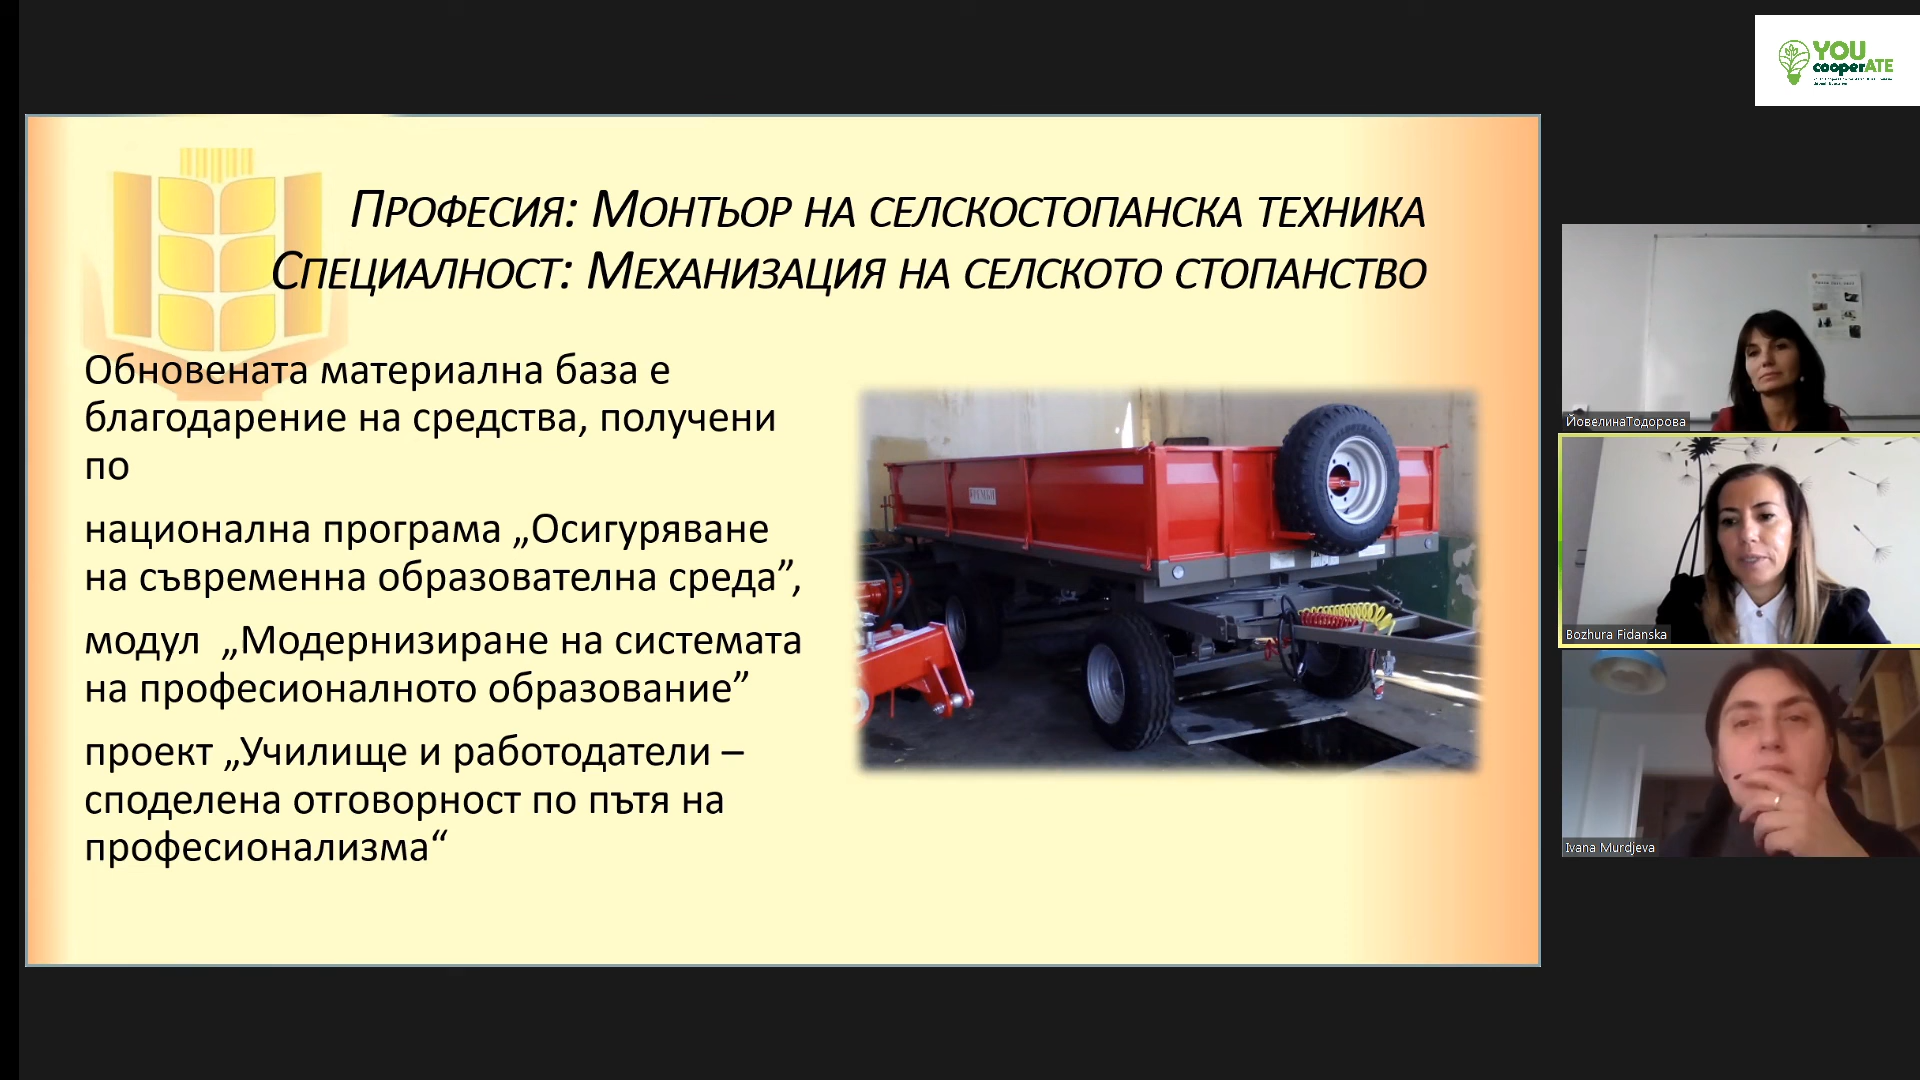 YOU
cooperATE
ПРОФЕСИЯ: МОНТЬОР НА СЕЛСКОСТОПАНСКА ТЕХНИКА
СПЕЦИАЛНОСТ: МЕХАНИЗАЦИЯ НА СЕЛСКОТО СТОПАНСТВО
Обновената материална база е
благодарение на средства, получени
по
национална програма „Осигуряване
на съвременна образователна среда”,
модул „Модернизиране на системата
на професионалното образование”
проект „Училище и работодатели –
споделена отговорност по пътя на
професионализма“
ЙовелинаТодорова
Bozhura Fidanska
Ivana Murdjeva